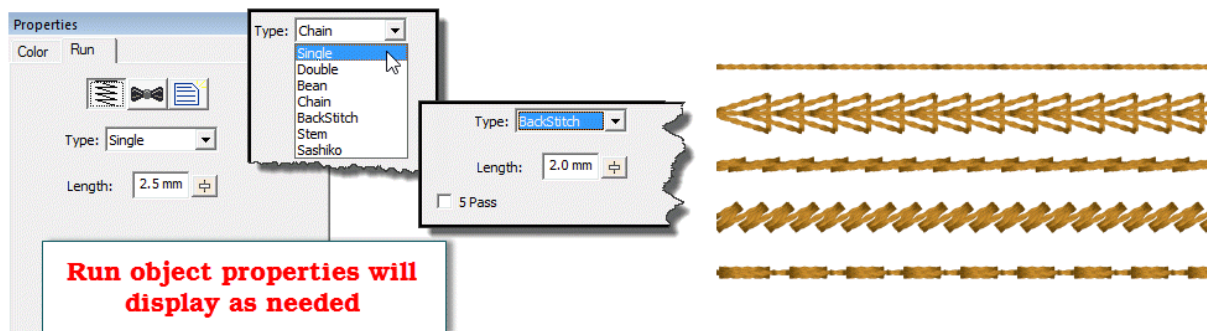 Properties
Color Run
Type: Single
Length: 2.5 mm
Type: Chain
Single
Double
Bean
Chain
BackStitch
Stem
Sashiko
Type: BackStitch
Length: 2.0 mm
5 Pass
Run object properties will
display as needed